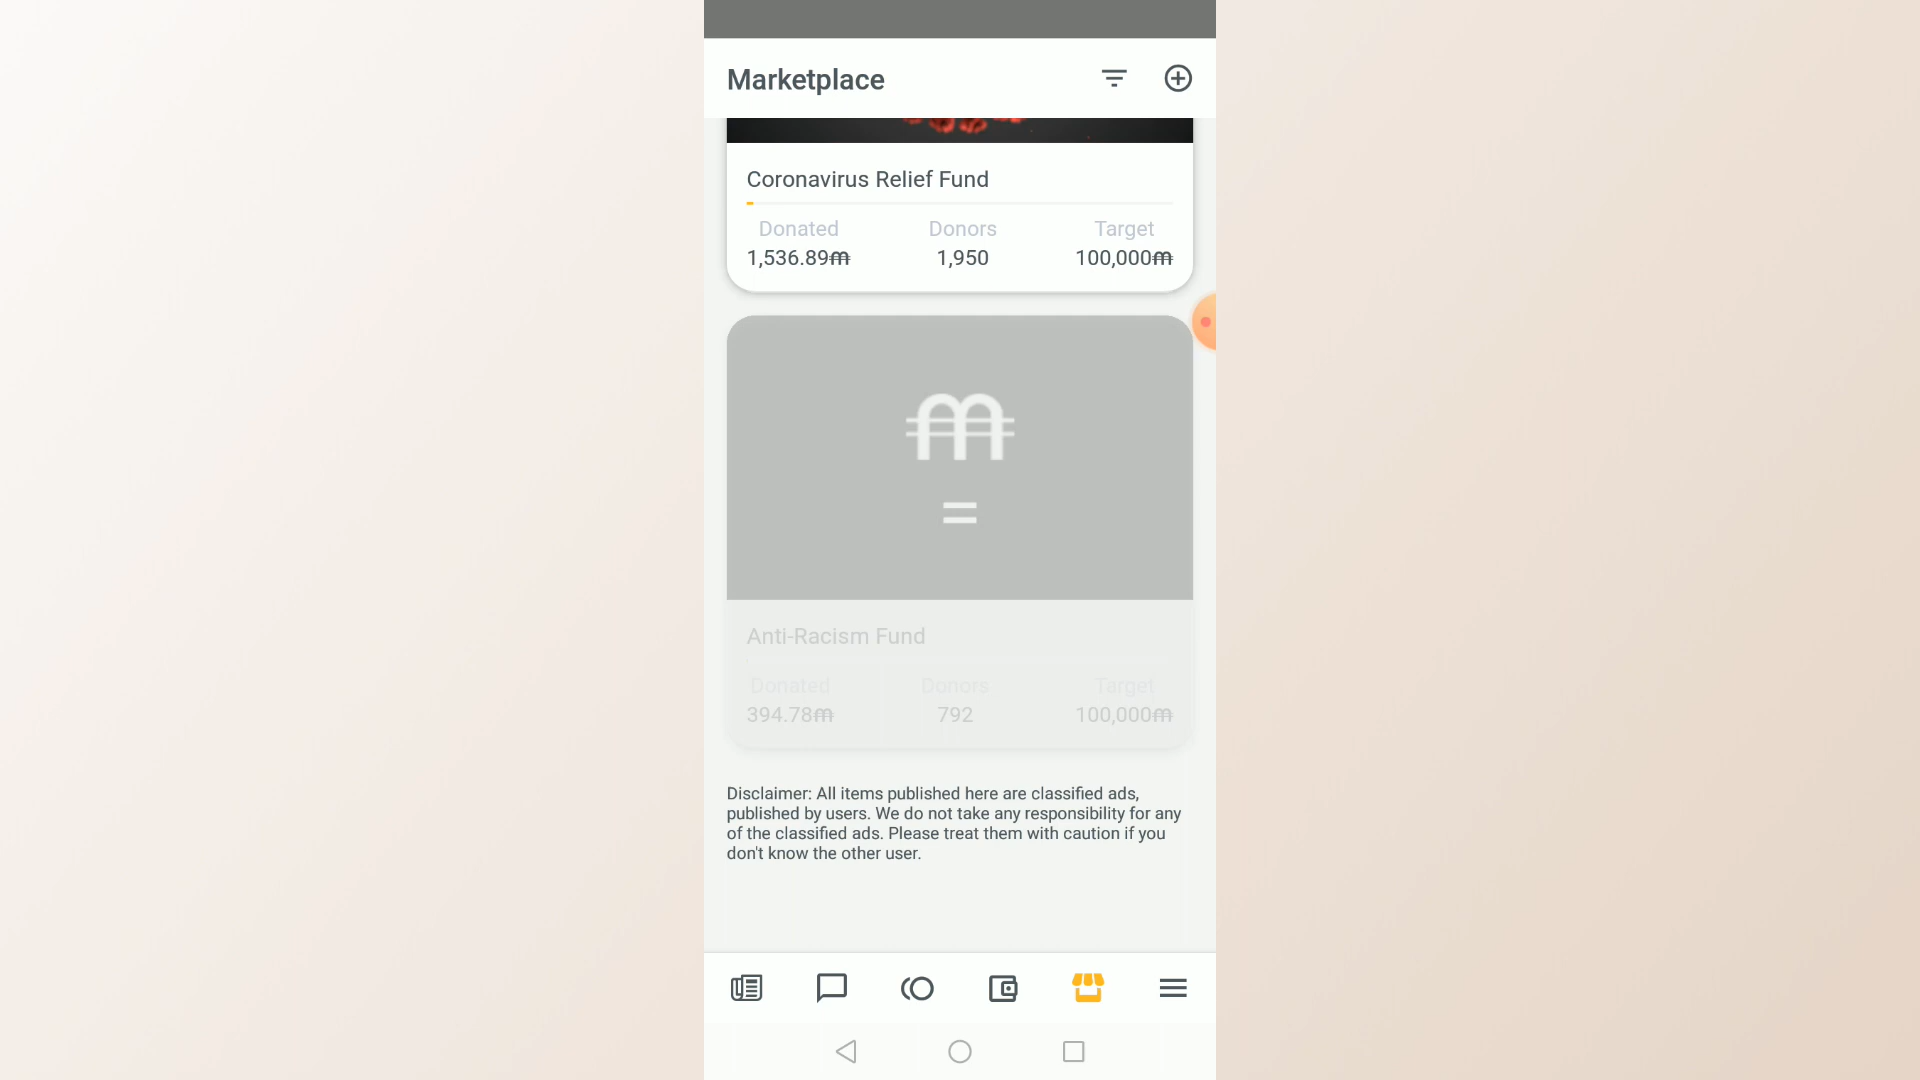 Marketplace
Coronavirus Relief Fund
Donated Donors Target
1,536.89₥ 1,950 100,000₥
₥
=
Anti-Racism Fund
Donated Donors Target
394.78₥ 792 100,000₥
Disclaimer: All items published here are classified ads,
published by users. We do not take any responsibility for any
of the classified ads. Please treat them with caution if you
don't know the other user.